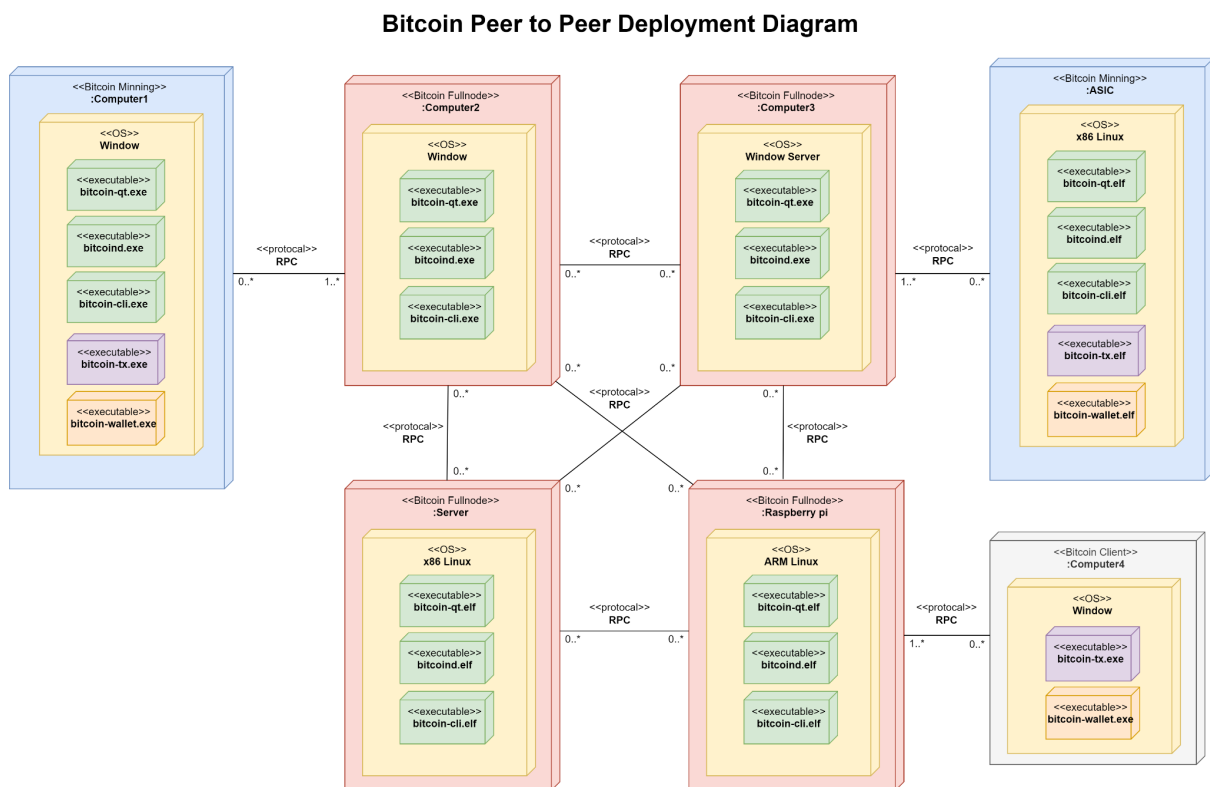 Bitcoin Peer to Peer Deployment Diagram
<<Bitcoin Minning>>
:Computer1
<<OS>>
Window
<<executable>>
bitcoin-qt.exe
<<executable>>
bitcoind.exe
<<executable>>
bitcoin-cli.exe
<<executable>>
bitcoin-tx.exe
<<executable>>
bitcoin-wallet.exe
<<protocal>>
RPC
0..*
1..*
<<Bitcoin Fullnode>>
:Computer2
<<OS>>
Window
<<executable>>
bitcoin-qt.exe
<<executable>>
bitcoind.exe
<<executable>>
bitcoin-cli.exe
<<protocal>>
RPC
0..*
0..*
<<Bitcoin Fullnode>>
:Computer3
<<OS>>
Window Server
<<executable>>
bitcoin-qt.exe
<<executable>>
bitcoind.exe
<<executable>>
bitcoin-cli.exe
<<protocal>>
RPC
1..*
0..*
<<Bitcoin Minning>>
:ASIC
<<OS>>
x86 Linux
<<executable>>
bitcoin-qt.elf
<<executable>>
bitcoind.elf
<<executable>>
bitcoin-cli.elf
<<executable>>
bitcoin-tx.elf
<<executable>>
bitcoin-wallet.elf
0..*
0..*
0..*
<<protocal>>
RPC
0..*
<<protocal>>
RPC
<<protocal>>
RPC
0..*
0..*
0..*
0..*
<<Bitcoin Fullnode>>
:Server
<<OS>>
x86 Linux
<<executable>>
bitcoin-qt.elf
<<executable>>
bitcoind.elf
<<executable>>
bitcoin-cli.elf
<<protocal>>
RPC
0..*
0..*
<<Bitcoin Fullnode>>
:Raspberry pi
<<OS>>
ARM Linux
<<executable>>
bitcoin-qt.elf
<<executable>>
bitcoind.elf
<<executable>>
bitcoin-cli.elf
<<protocal>>
RPC
1..*
0..*
<<Bitcoin Client>>
:Computer4
<<OS>>
Window
<<executable>>
bitcoin-tx.exe
<<executable>>
bitcoin-wallet.exe